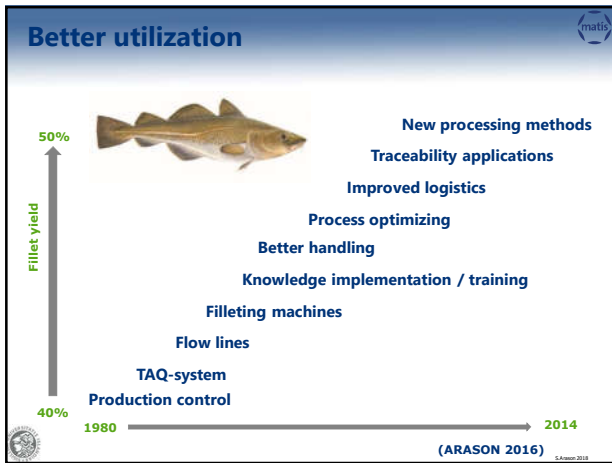 Better utilization
matis
New processing methods
50%
Traceability applications
Improved logistics
Process optimizing
Better handling
Fillet yield
Knowledge implementation / training
Filleting machines
Flow lines
TAQ-system
Production control
40%
1980
2014
(ARASON 2016)
S.Arason 2018